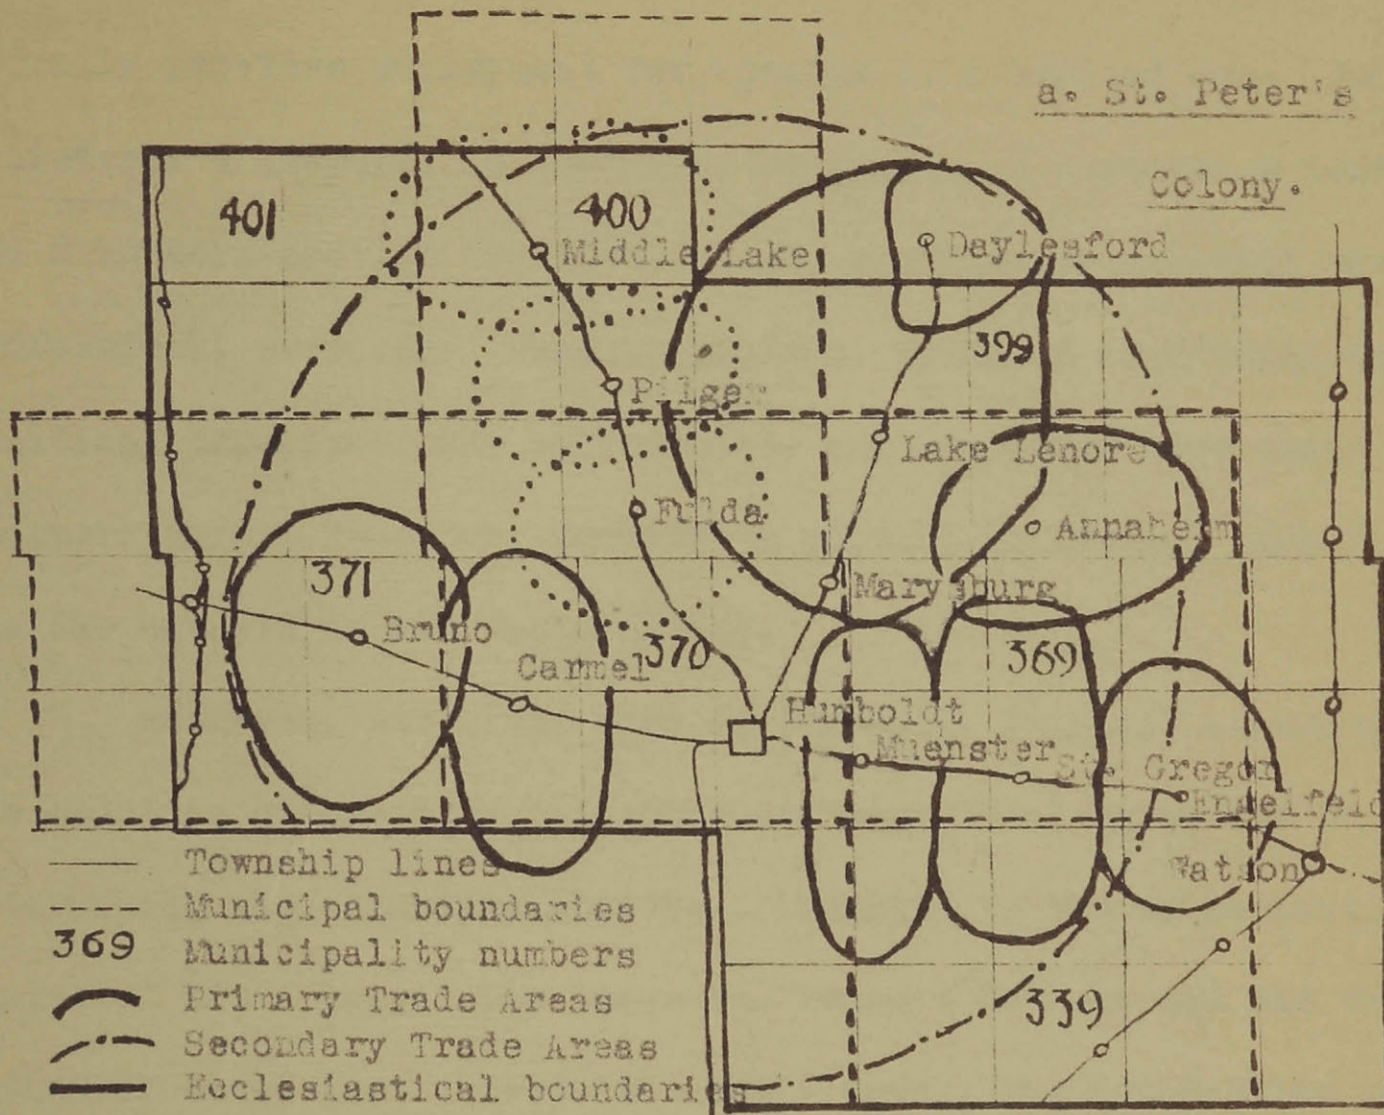 a. St. Peter's
Colony.
401
400
Middle Lake
Daylesford
399
Pilger
Lake Lenore
Fulda
Annaheim
371
Marysburg
Bruno
370
369
Carmel
Humboldt
Muenster
St. Gregor
Engelfeld
Watson
339
Township lines
Municipal boundaries
369 Municipality numbers
Primary Trade Areas
Secondary Trade Areas
Ecclesiastical boundaries